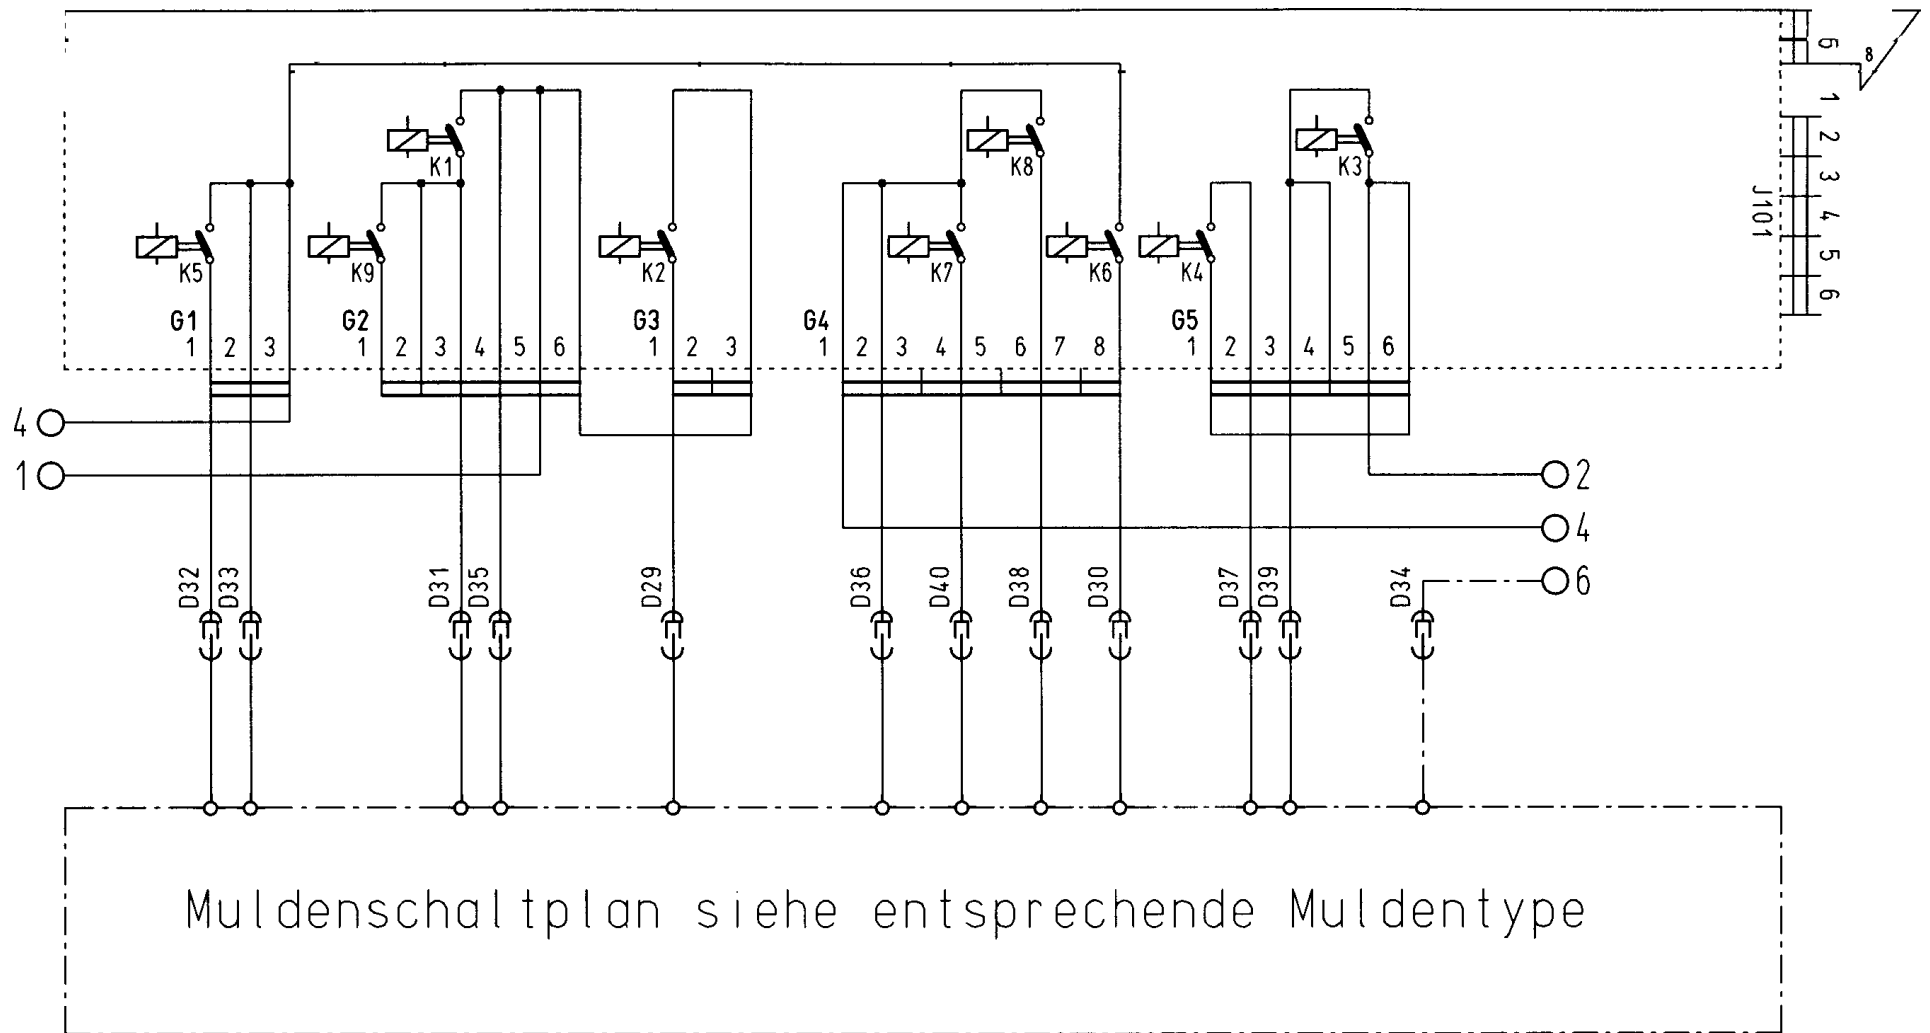 6
8
1
2
3
4
5
6
J101
K1
K8
K3
K5
K9
K2
K7
K6
K4
G1
G2
G3
G4
G5
1 2 3
1 2 3 4 5 6
1 2 3
1 2 3 4 5 6 7 8
1 2 3 4 5 6
4
1
2
4
6
D32
D33
D31
D35
D29
D36
D40
D38
D30
D37
D39
D34
Muldenschaltplan siehe entsprechende Muldentype